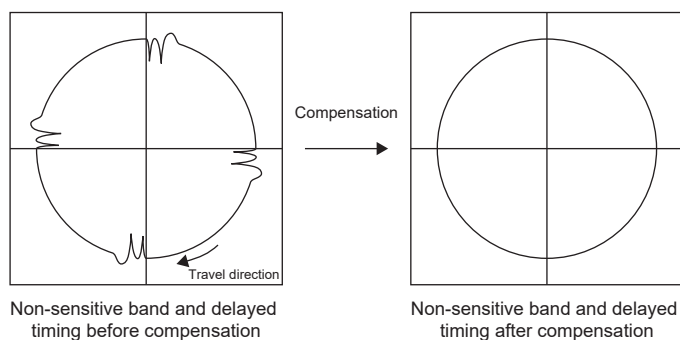 Compensation
Travel direction
Non-sensitive band and delayed
timing before compensation
Non-sensitive band and delayed
timing after compensation